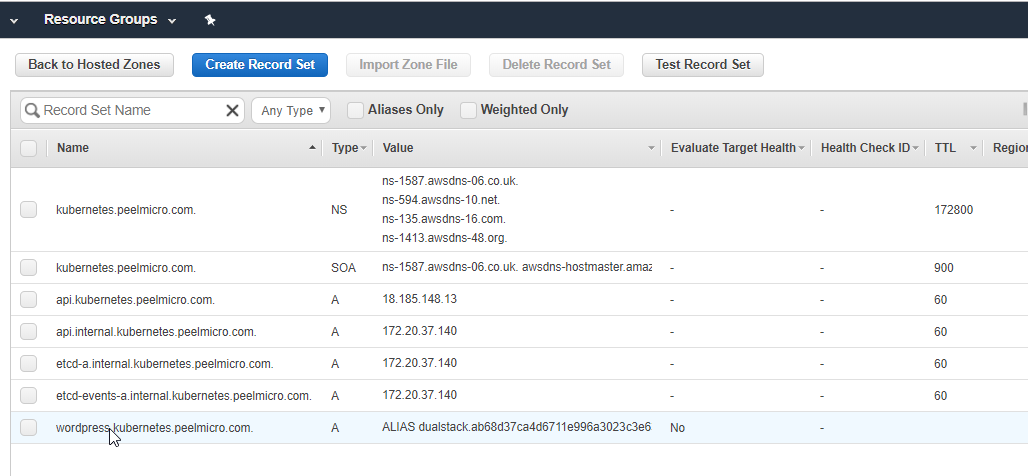 Resource Groups
Back to Hosted Zones Create Record Set Import Zone File Delete Record Set Test Record Set
Record Set Name Any Type Aliases Only Weighted Only
Name Type Value Evaluate Target Health Health Check ID TTL Region
kubernetes.peelmicro.com. NS ns-1587.awsdns-06.co.uk. - - 172800
ns-594.awsdns-10.net.
ns-135.awsdns-16.com.
ns-1413.awsdns-48.org.
kubernetes.peelmicro.com. SOA ns-1587.awsdns-06.co.uk. awsdns-hostmaster.amaz - - 900
api.kubernetes.peelmicro.com. A 18.185.148.13 - - 60
api.internal.kubernetes.peelmicro.com. A 172.20.37.140 - - 60
etcd-a.internal.kubernetes.peelmicro.com. A 172.20.37.140 - - 60
etcd-events-a.internal.kubernetes.peelmicro.com. A 172.20.37.140 - - 60
wordpress.kubernetes.peelmicro.com. A ALIAS dualstack.ab68d37ca4d6711e996a3023c3e6 No -